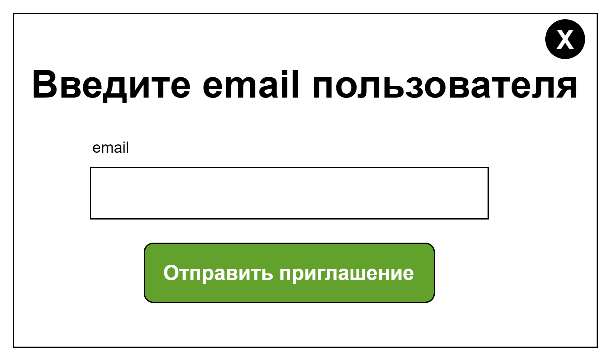 X
Введите email пользователя
email
Отправить приглашение